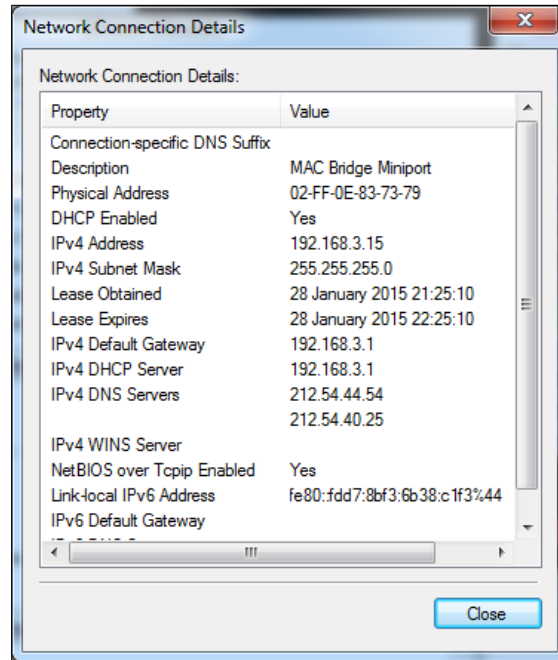 Network Connection Details
Network Connection Details:
Property Value
Connection-specific DNS Suffix
Description MAC Bridge Miniport
Physical Address 02-FF-0E-83-73-79
DHCP Enabled Yes
IPv4 Address 192.168.3.15
IPv4 Subnet Mask 255.255.255.0
Lease Obtained 28 January 2015 21:25:10
Lease Expires 28 January 2015 22:25:10
IPv4 Default Gateway 192.168.3.1
IPv4 DHCP Server 192.168.3.1
IPv4 DNS Servers 212.54.44.54
212.54.40.25
IPv4 WINS Server
NetBIOS over Tcpip Enabled Yes
Link-local IPv6 Address fe80::fdd7:8bf3:6b38:c1f3%44
IPv6 Default Gateway
Close